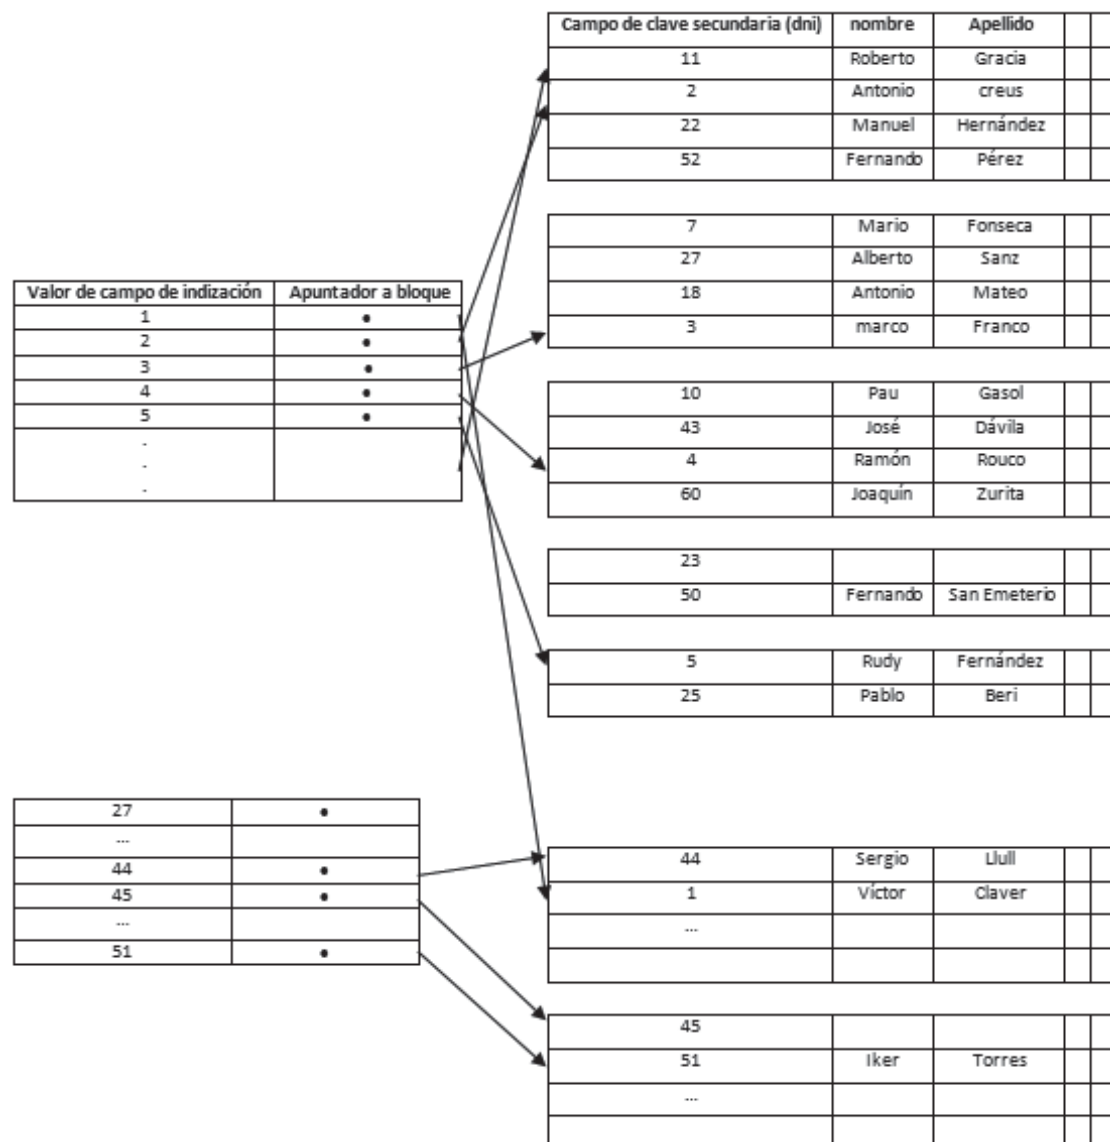 Campo de clave secundaria (dni) nombre Apellido
11 Roberto Gracia
2 Antonio creus
22 Manuel Hernández
52 Fernando Pérez
7 Mario Fonseca
27 Alberto Sanz
18 Antonio Mateo
3 marco Franco
10 Pau Gasol
43 José Dávila
4 Ramón Rouco
60 Joaquín Zurita
23
50 Fernando San Emeterio
5 Rudy Fernández
25 Pablo Beri
44 Sergio Llull
1 Víctor Claver
...
45
51 Iker Torres
...
Valor de campo de indización Apuntador a bloque
1 •
2 •
3 •
4 •
5 •
.
.
.
27 •
...
44 •
45 •
...
51 •